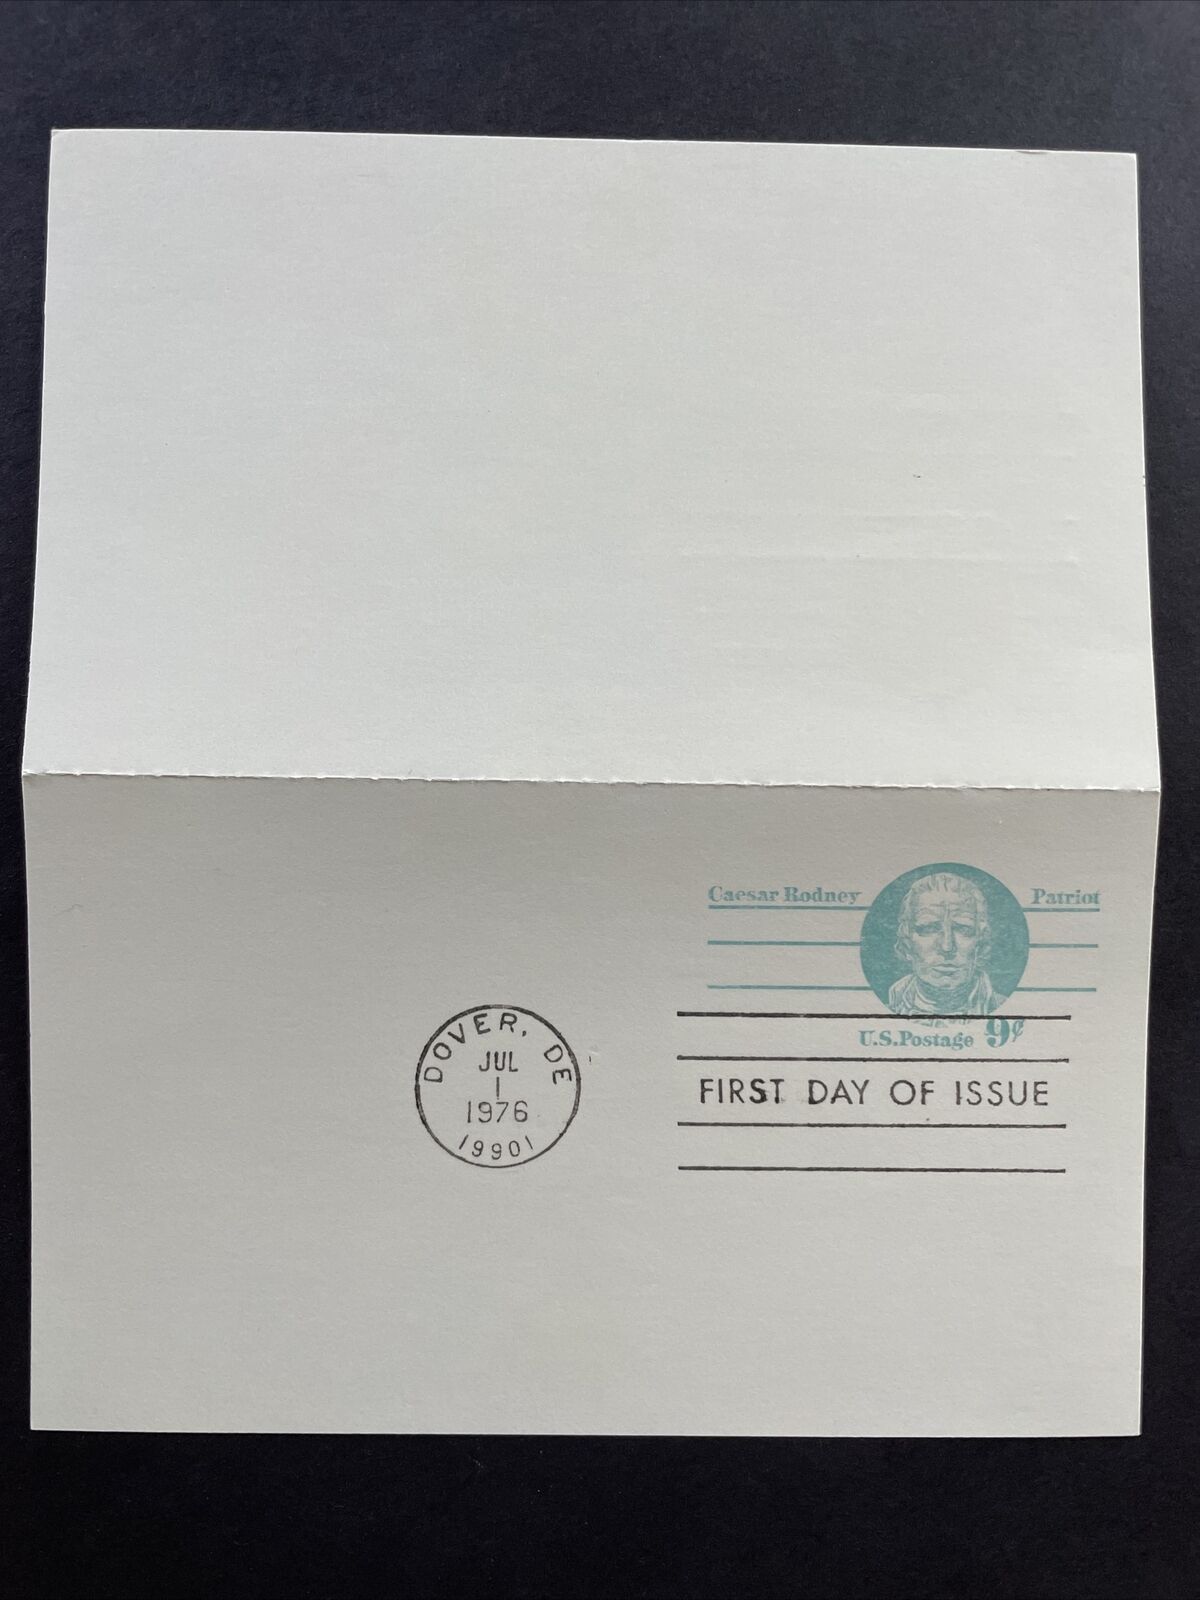 Caesar Rodney Patriot
U.S.Postage 9¢
DOVER, DE
JUL
1
1976
19901
FIRST DAY OF ISSUE